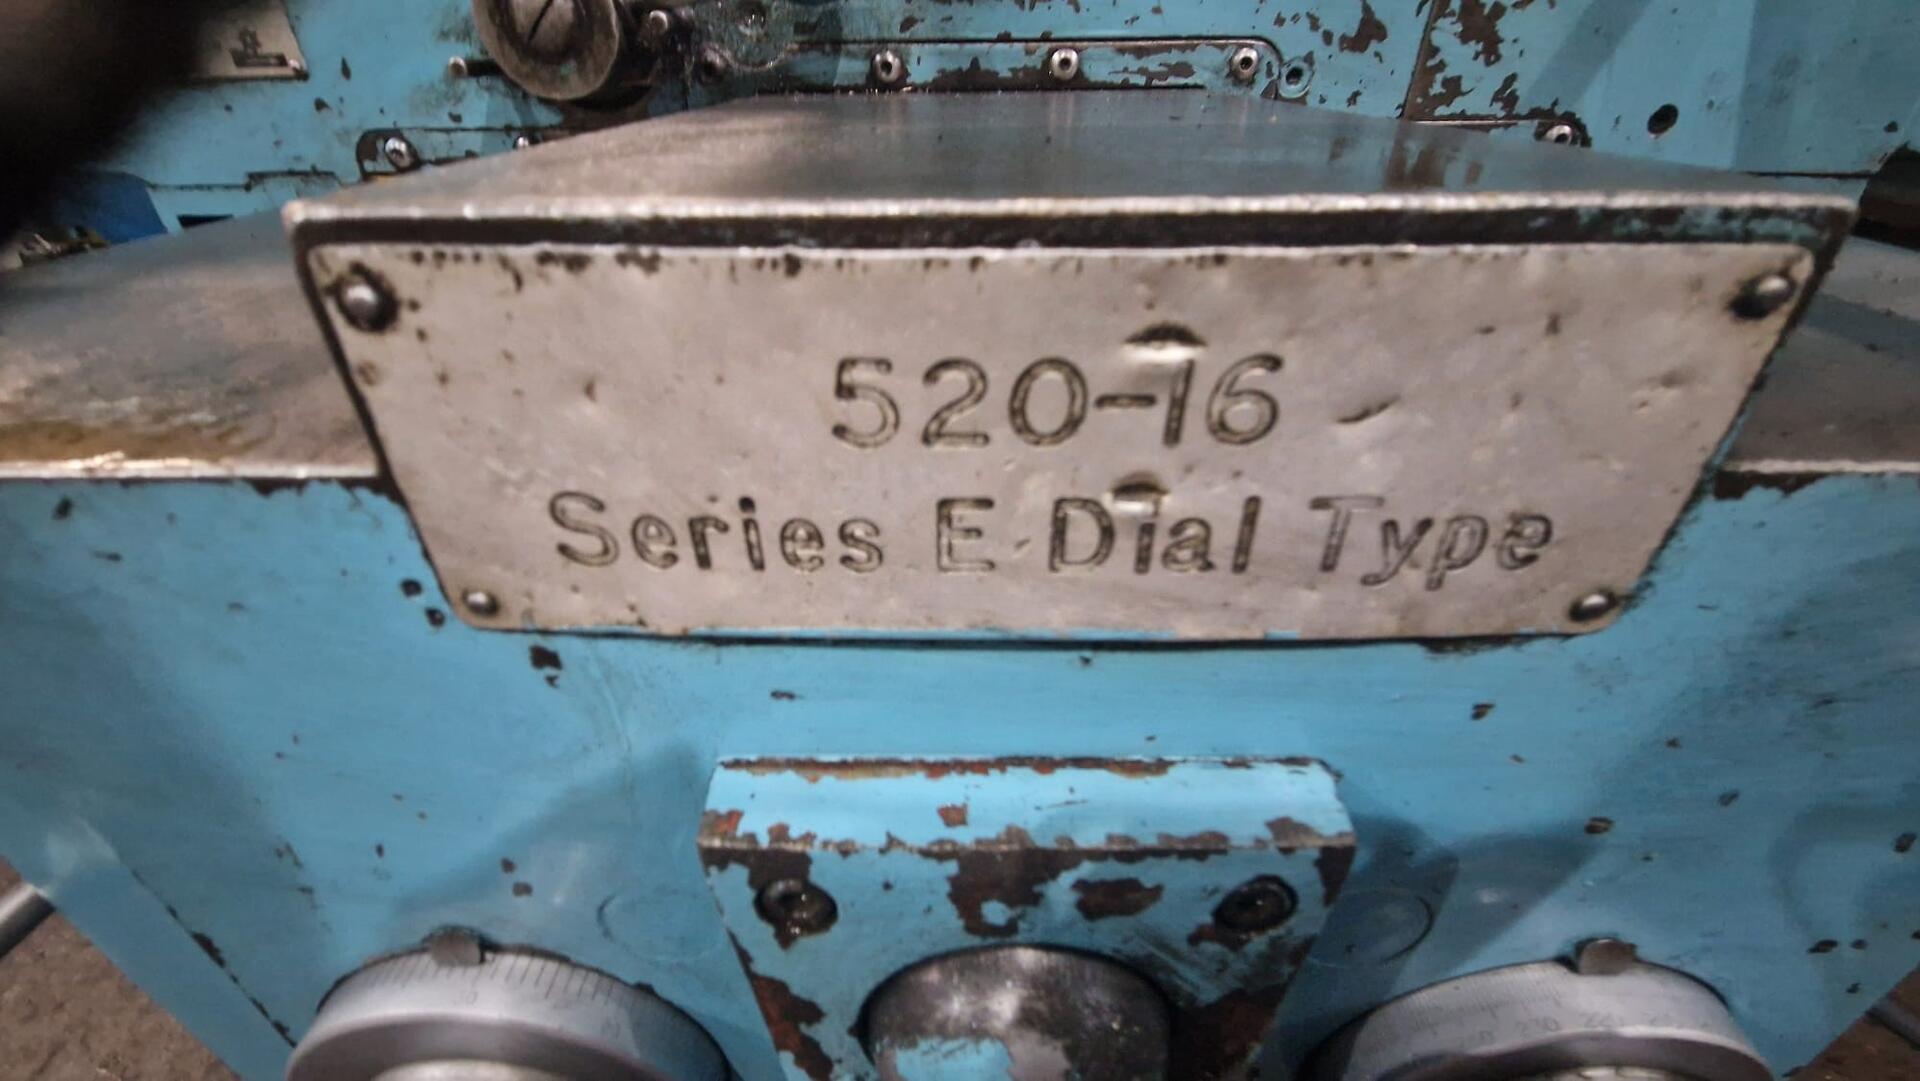 520-16
Series E Dial Type